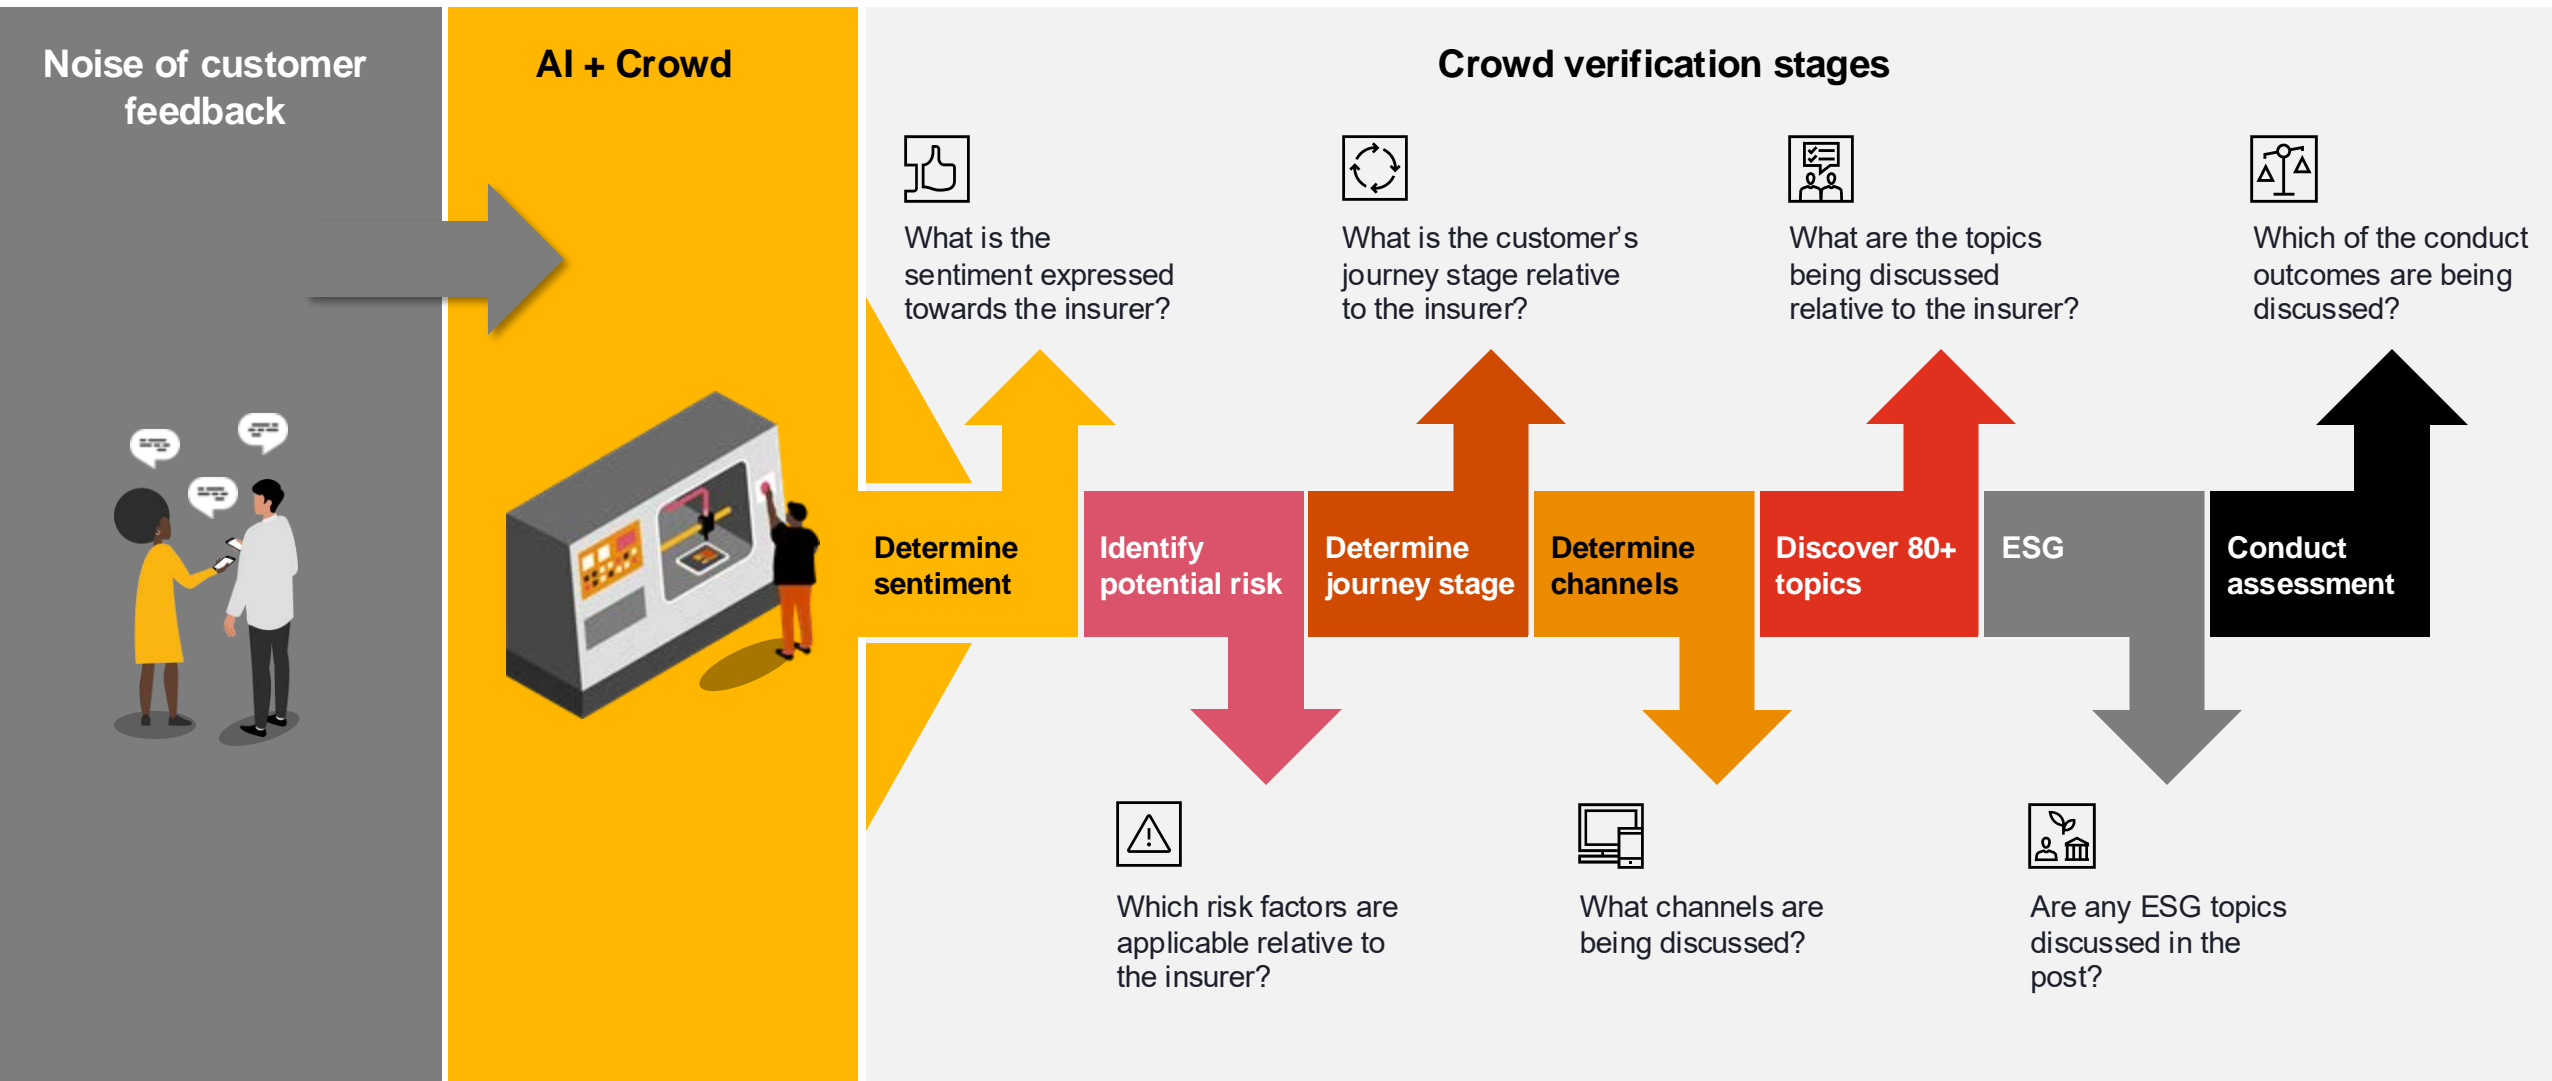 Noise of customer
feedback
AI + Crowd
Crowd verification stages
What is the
sentiment expressed
towards the insurer?
What is the customer’s
journey stage relative
to the insurer?
What are the topics
being discussed
relative to the insurer?
Which of the conduct
outcomes are being
discussed?
Determine
sentiment
Identify
potential risk
Determine
journey stage
Determine
channels
Discover 80+
topics
ESG
Conduct
assessment
Which risk factors are
applicable relative to
the insurer?
What channels are
being discussed?
Are any ESG topics
discussed in the
post?